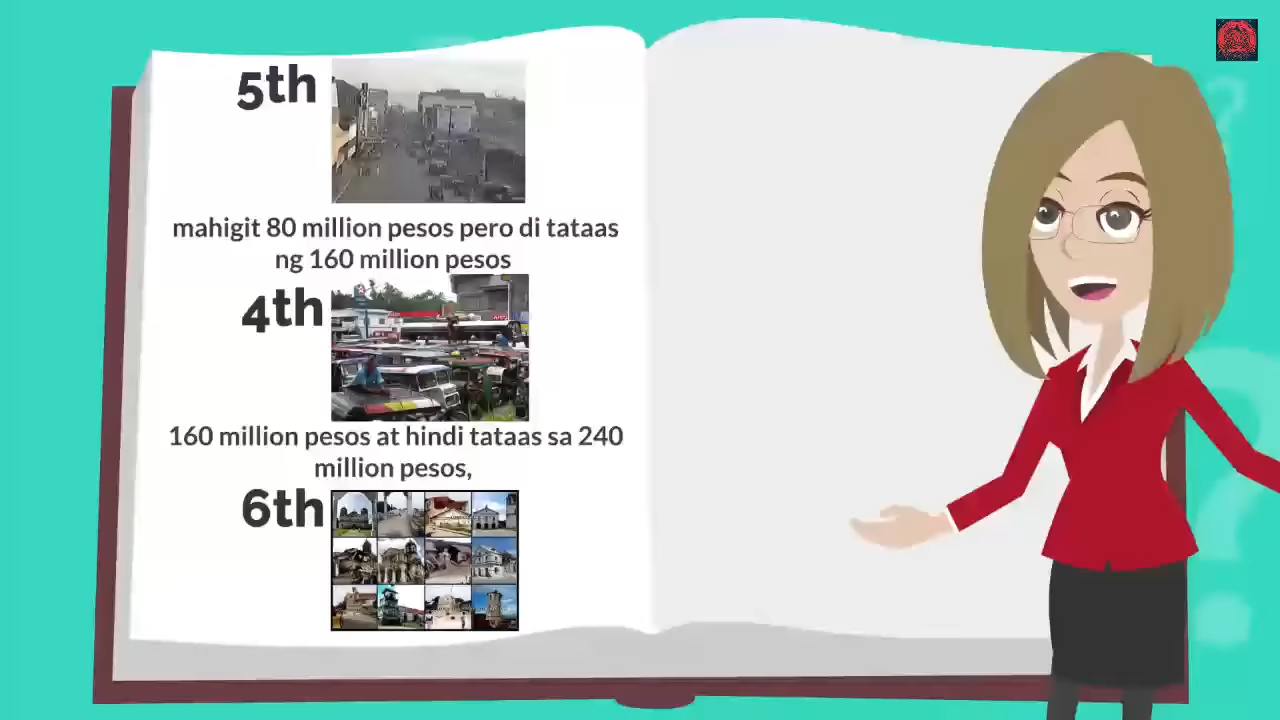 5th
mahigit 80 million pesos pero di tataas
ng 160 million pesos
4th
160 million pesos at hindi tataas sa 240
million pesos,
6th